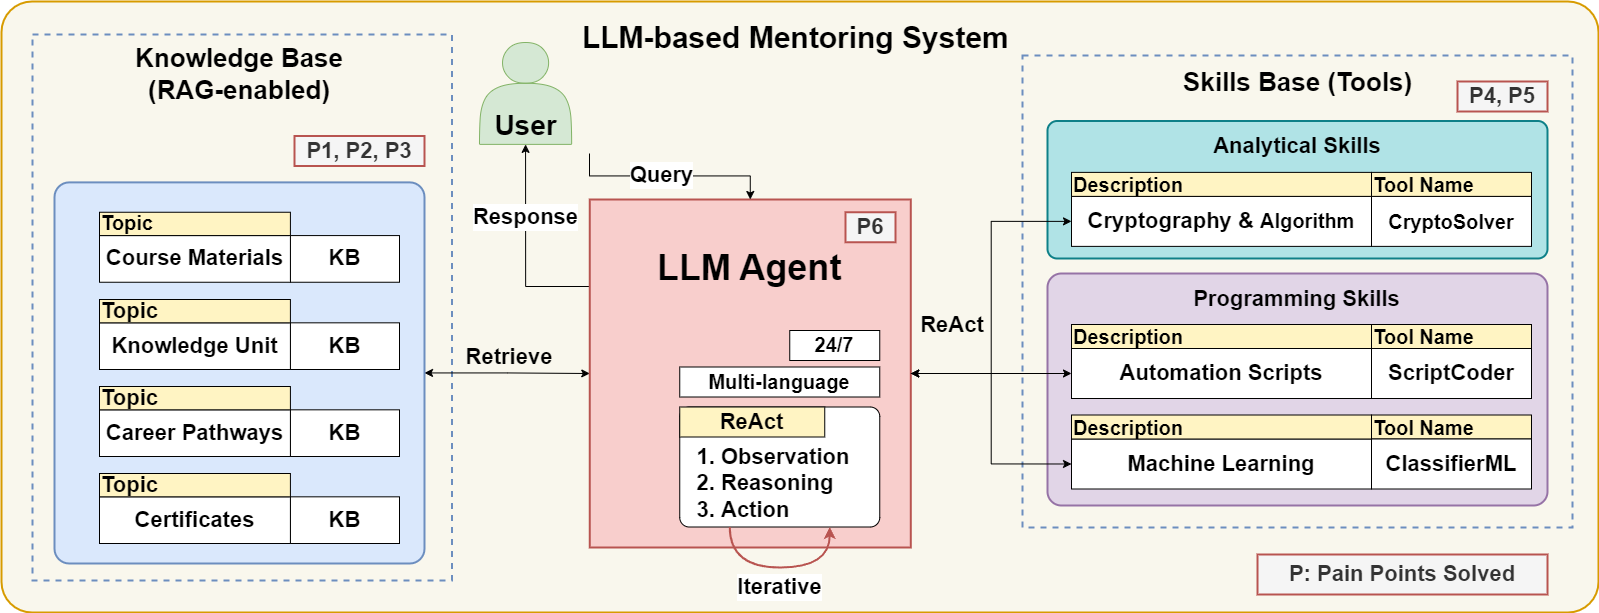 LLM-based Mentoring System
Knowledge Base
(RAG-enabled)
P1, P2, P3
Topic
Course Materials KB
Topic
Knowledge Unit KB
Topic
Career Pathways KB
Topic
Certificates KB
User
Query
Response
Retrieve
P6
LLM Agent
24/7
Multi-language
ReAct
1. Observation
2. Reasoning
3. Action
Iterative
ReAct
Skills Base (Tools)
P4, P5
Analytical Skills
Description Tool Name
Cryptography & Algorithm CryptoSolver
Programming Skills
Description Tool Name
Automation Scripts ScriptCoder
Description Tool Name
Machine Learning ClassifierML
P: Pain Points Solved